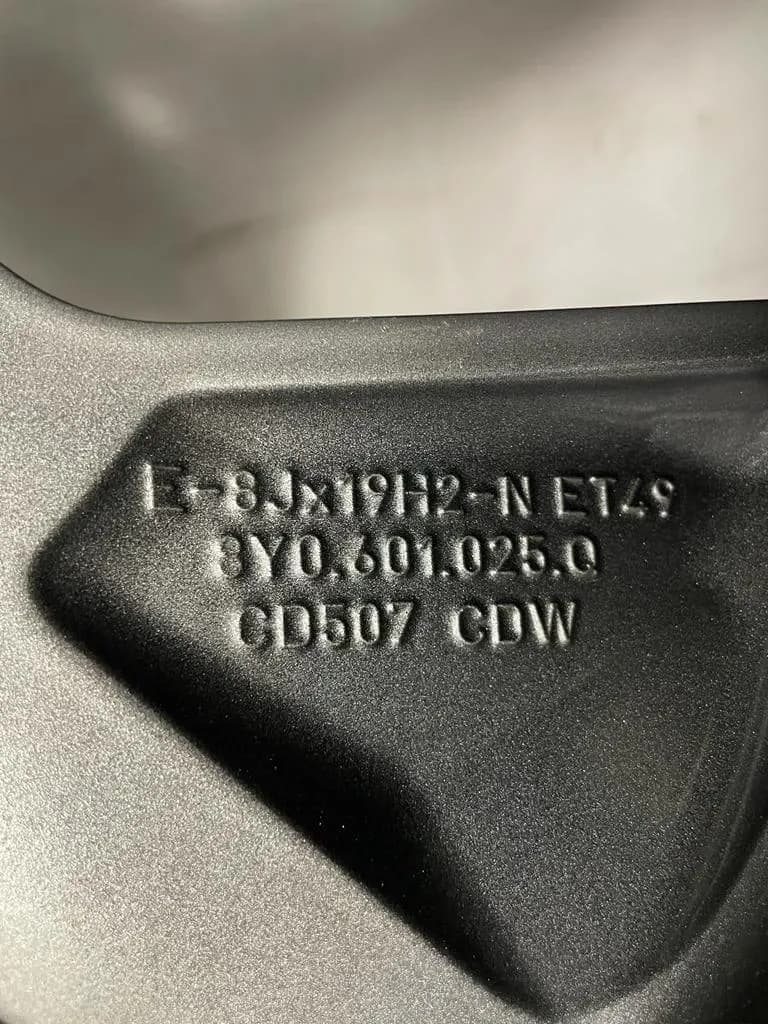 E-8Jx19H2-N ET49
8Y0.601.025.Q
CD507 CDW